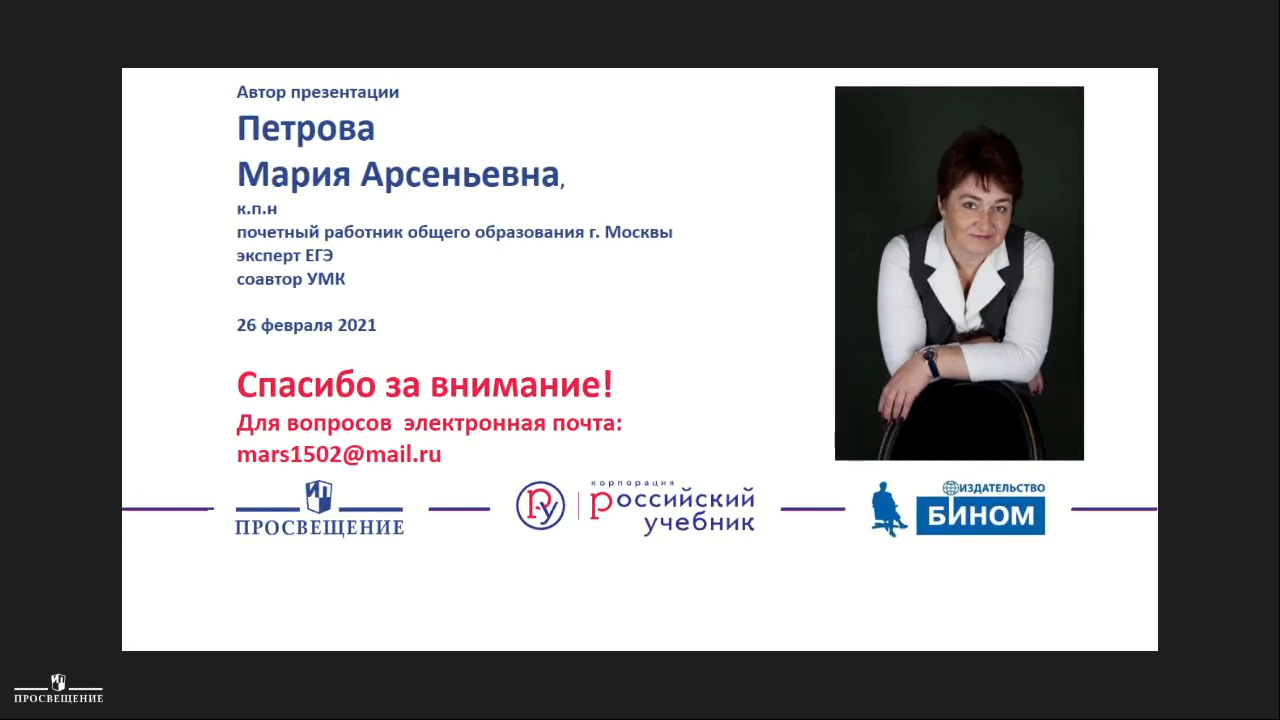 Автор презентации
Петрова
Мария Арсеньевна,
к.п.н
почетный работник общего образования г. Москвы
эксперт ЕГЭ
соавтор УМК
26 февраля 2021
Спасибо за внимание!
Для вопросов электронная почта:
mars1502@mail.ru
ПРОСВЕЩЕНИЕ
корпорация
российский
учебник
ИЗДАТЕЛЬСТВО
БИНОМ
ПРОСВЕЩЕНИЕ